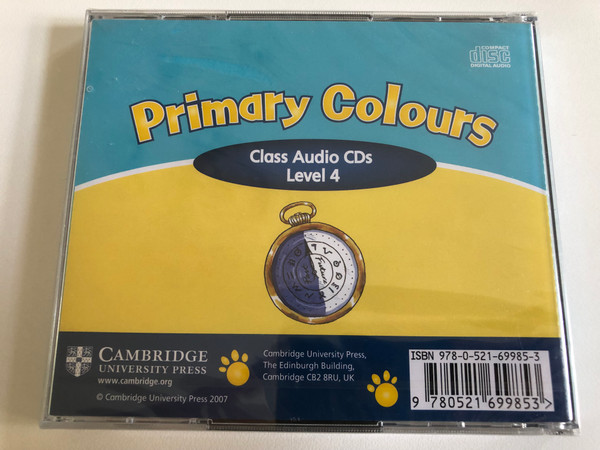 COMPACT
disc
DIGITAL AUDIO
Primary Colours
Class Audio CDs
Level 4
Future
CAMBRIDGE
UNIVERSITY PRESS
www.cambridge.org
© Cambridge University Press 2007
Cambridge University Press,
The Edinburgh Building,
Cambridge CB2 8RU, UK
ISBN 978-0-521-69985-3
9 780521 699853 >